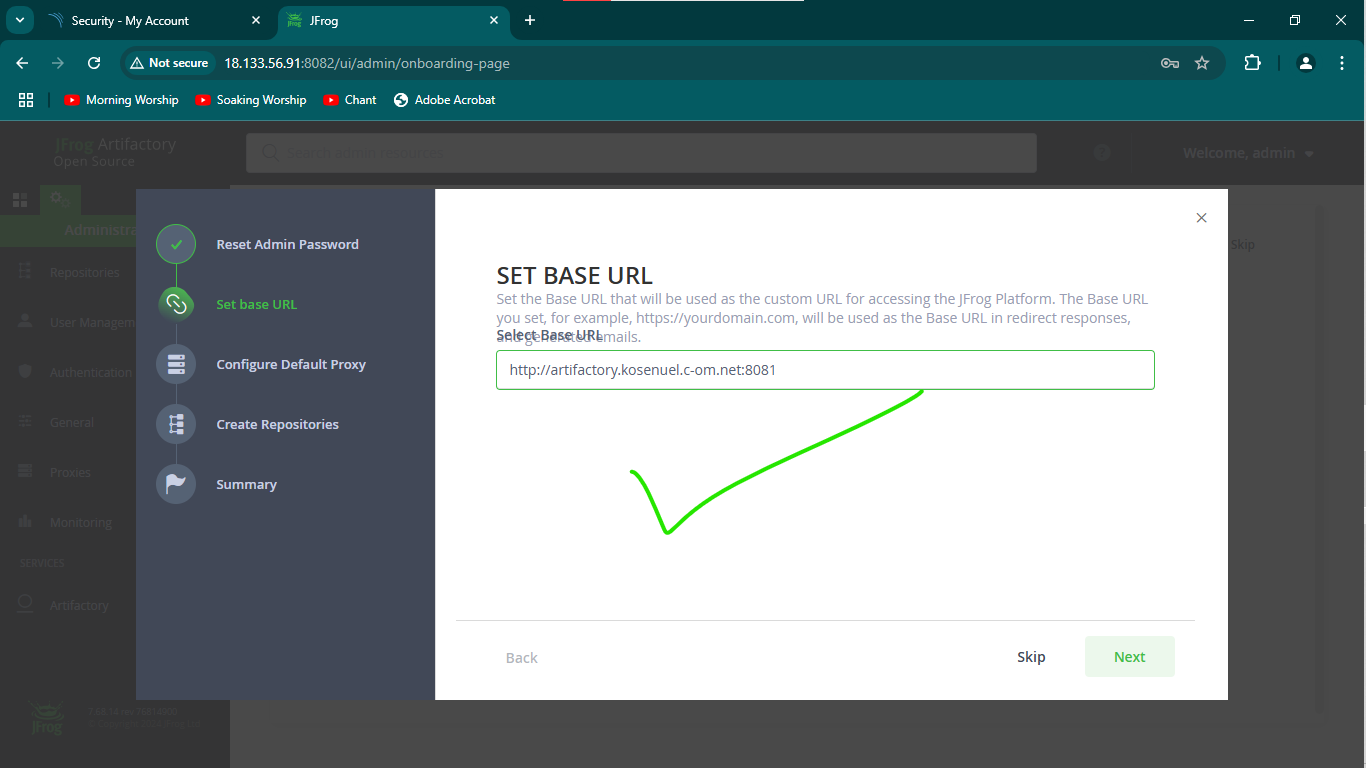 Security - My Account
JFrog
Not secure
18.133.56.91:8082/ui/admin/onboarding-page
Morning Worship
Soaking Worship
Chant
Adobe Acrobat
JFrog Artifactory
Open Source
Search admin resources
?
Welcome, admin
Administra
Repositories
User Managem
Authentication
General
Proxies
Monitoring
SERVICES
Artifactory
JFrog
Skip
Reset Admin Password
Set base URL
Configure Default Proxy
Create Repositories
Summary
SET BASE URL
Set the Base URL that will be used as the custom URL for accessing the JFrog Platform. The Base URL
you set, for example, https://yourdomain.com, will be used as the Base URL in redirect responses,
and generated emails.
Select Base URL
http://artifactory.kosenuel.c-om.net:8081
Back
Skip
Next